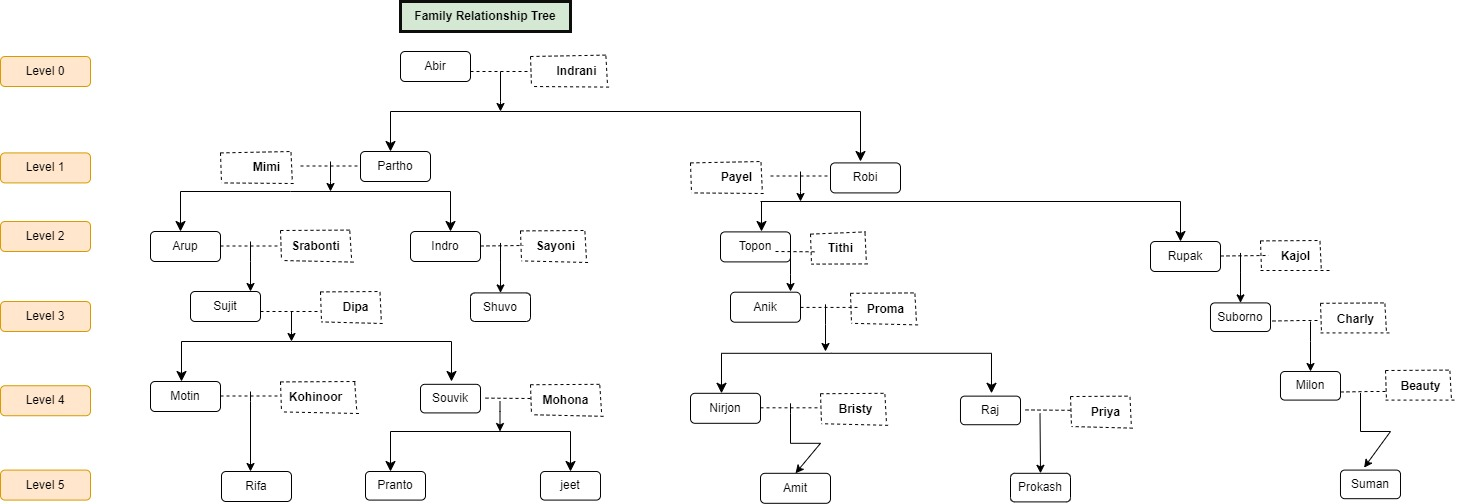 Family Relationship Tree
Level 0
Abir
Indrani
Level 1
Mimi
Partho
Payel
Robi
Level 2
Arup
Srabonti
Indro
Sayoni
Topon
Tithi
Rupak
Kajol
Level 3
Sujit
Dipa
Shuvo
Anik
Proma
Suborno
Charly
Level 4
Motin
Kohinoor
Souvik
Mohona
Nirjon
Bristy
Raj
Priya
Milon
Beauty
Level 5
Rifa
Pranto
jeet
Amit
Prokash
Suman